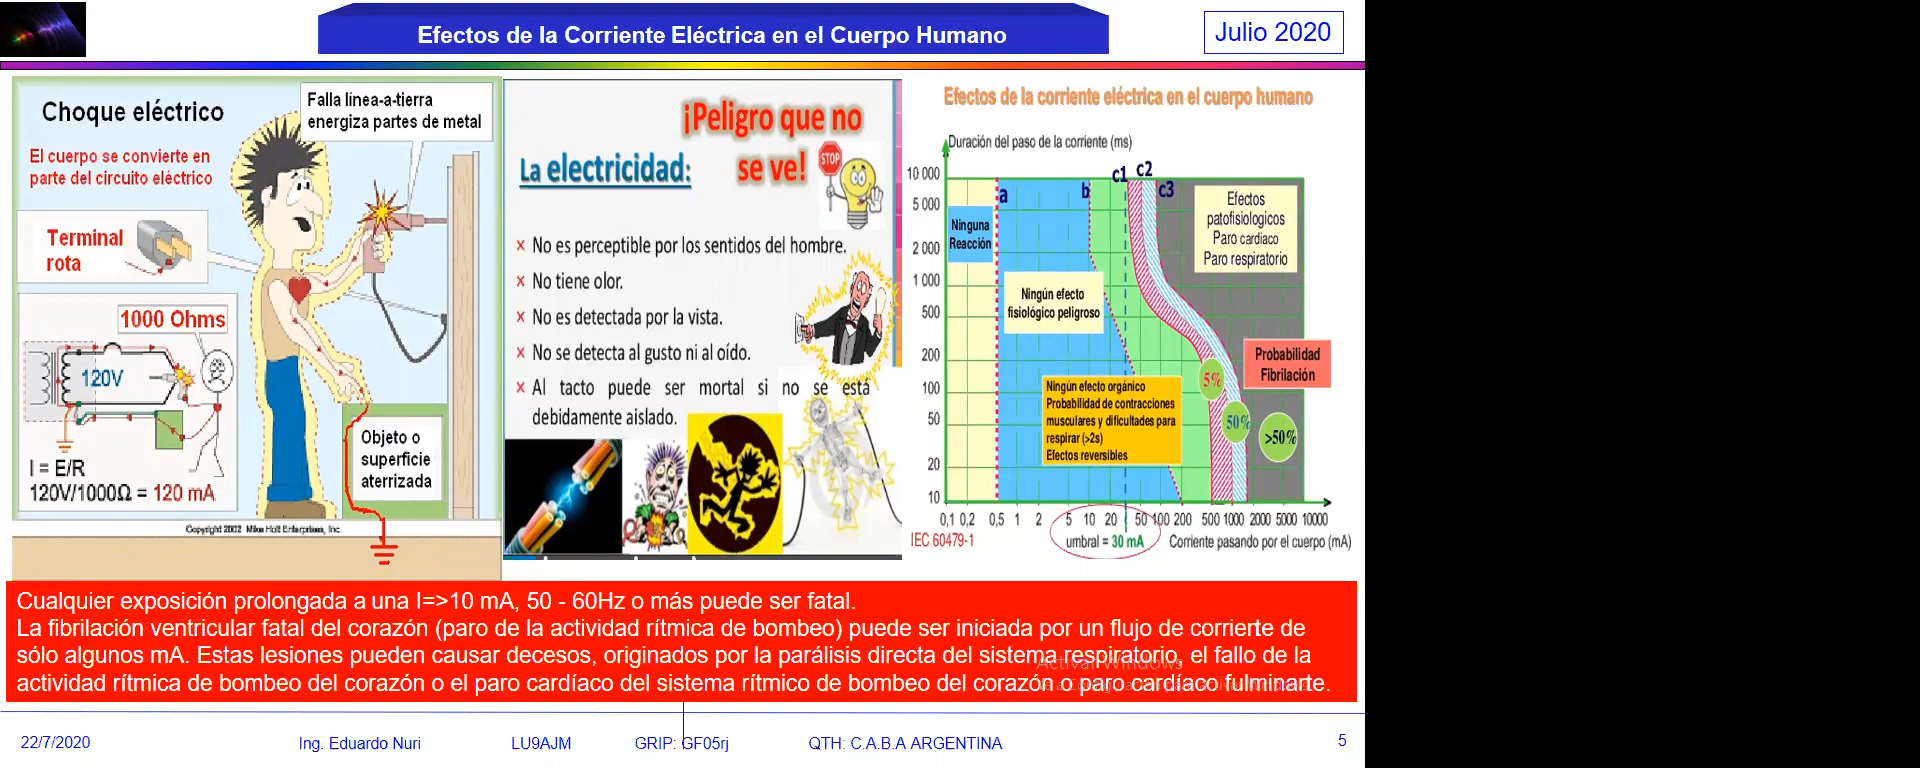 Efectos de la Corriente Eléctrica en el Cuerpo Humano
Julio 2020
Choque eléctrico
El cuerpo se convierte en
parte del circuito eléctrico
Falla linea-a-tierra
energiza partes de metal
Terminal
rota
1000 Ohms
120V
I = E/R
120V/1000Ω = 120 mA
Objeto o
superficie
aterrizada
Copyright 2002 Mike Holt Enterprises, Inc.
¡Peligro que no
se ve!
La electricidad:
STOP
× No es perceptible por los sentidos del hombre.
× No tiene olor.
× No es detectada por la vista.
× No se detecta al gusto ni al oído.
× Al tacto puede ser mortal si no se está
debidamente aislado.
Efectos de la corriente eléctrica en el cuerpo humano
Duración del paso de la corriente (ms)
10 000
5 000
2 000
1 000
500
200
100
50
20
10
a
b
c1
c2
c3
Ninguna
Reacción
Ningún efecto
fisiológico peligroso
Ningún efecto orgánico
Probabilidad de contracciones
musculares y dificultades para
respirar (>2s)
Efectos reversibles
Efectos
patofisiologicos
Paro cardiaco
Paro respiratorio
Probabilidad
Fibrilación
5%
50%
>50%
0,1 0,2 0,5 1 2 5 10 20 50 100 200 500 1000 2000 5000 10000
IEC 60479-1
umbral = 30 mA
Corriente pasando por el cuerpo (mA)
Cualquier exposición prolongada a una I=>10 mA, 50 - 60Hz o más puede ser fatal.
La fibrilación ventricular fatal del corazón (paro de la actividad rítmica de bombeo) puede ser iniciada por un flujo de corriente de
sólo algunos mA. Estas lesiones pueden causar decesos, originados por la parálisis directa del sistema respiratorio, el fallo de la
actividad rítmica de bombeo del corazón o el paro cardíaco del sistema rítmico de bombeo del corazón o paro cardíaco fulminante.
Activar Windows
22/7/2020
Ing. Eduardo Nuri
LU9AJM
GRIP: GF05rj
QTH: C.A.B.A ARGENTINA
5